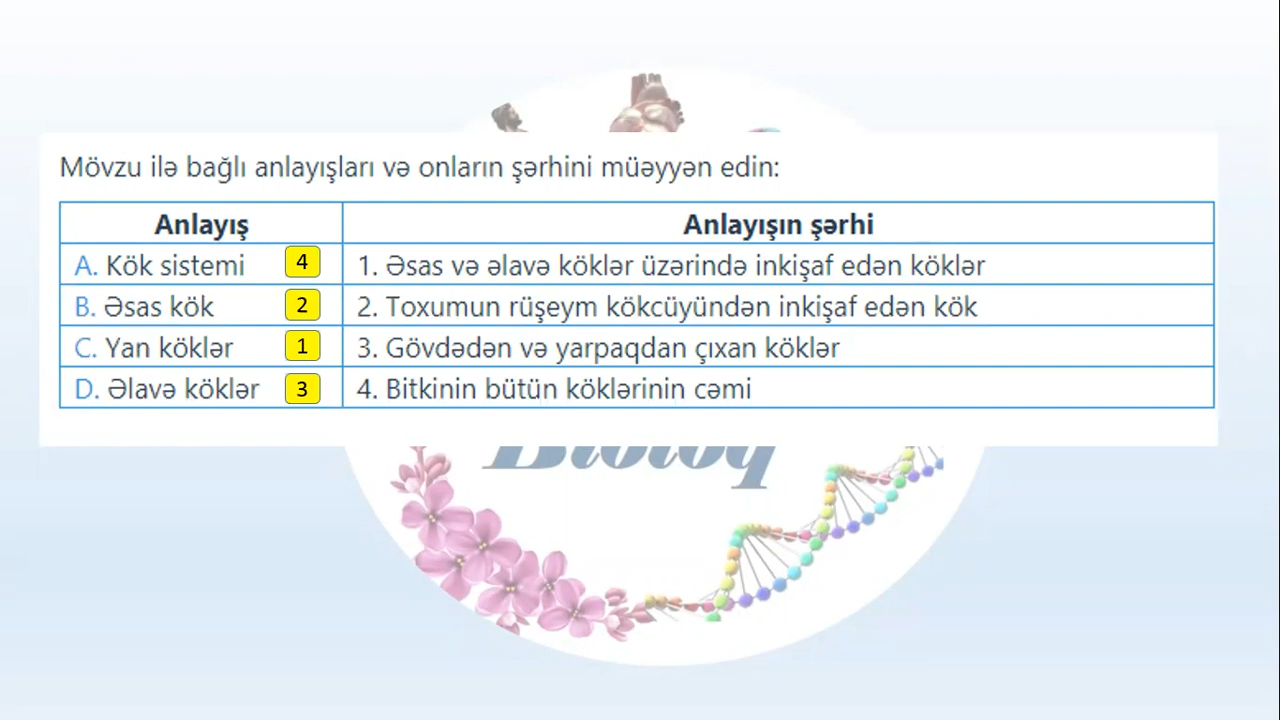 Mövzu ilə bağlı anlayışları və onların şərhini müəyyən edin:
Anlayış Anlayışın şərhi
A. Kök sistemi 4 1. Əsas və əlavə köklər üzərində inkişaf edən köklər
B. Əsas kök 2 2. Toxumun rüşeym kökcüyündən inkişaf edən kök
C. Yan köklər 1 3. Gövdədən və yarpaqdan çıxan köklər
D. Əlavə köklər 3 4. Bitkinin bütün köklərinin cəmi
Bioloq